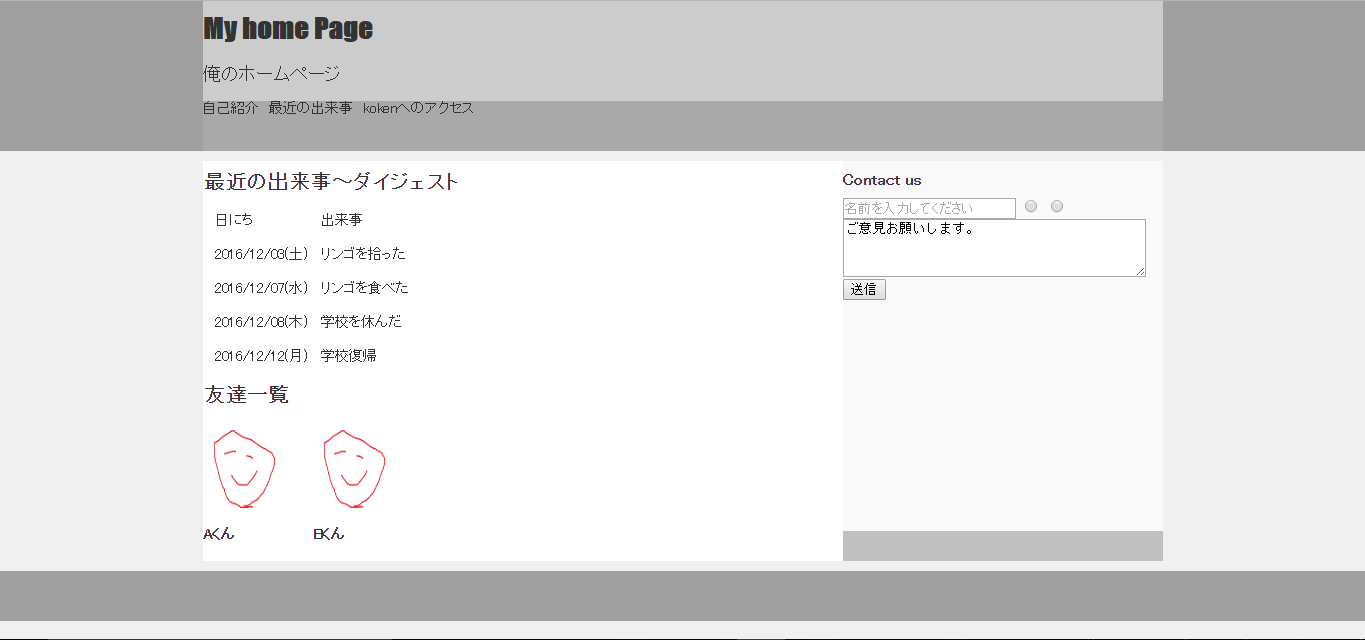 My home Page
俺のホームページ
自己紹介 最近の出来事 kokenへのアクセス
最近の出来事～ダイジェスト
日にち 出来事
2016/12/03(土) リンゴを拾った
2016/12/07(水) リンゴを食べた
2016/12/08(木) 学校を休んだ
2016/12/12(月) 学校復帰
友達一覧
Aくん Bくん
Contact us
名前を入力してください
ご意見お願いします。
送信